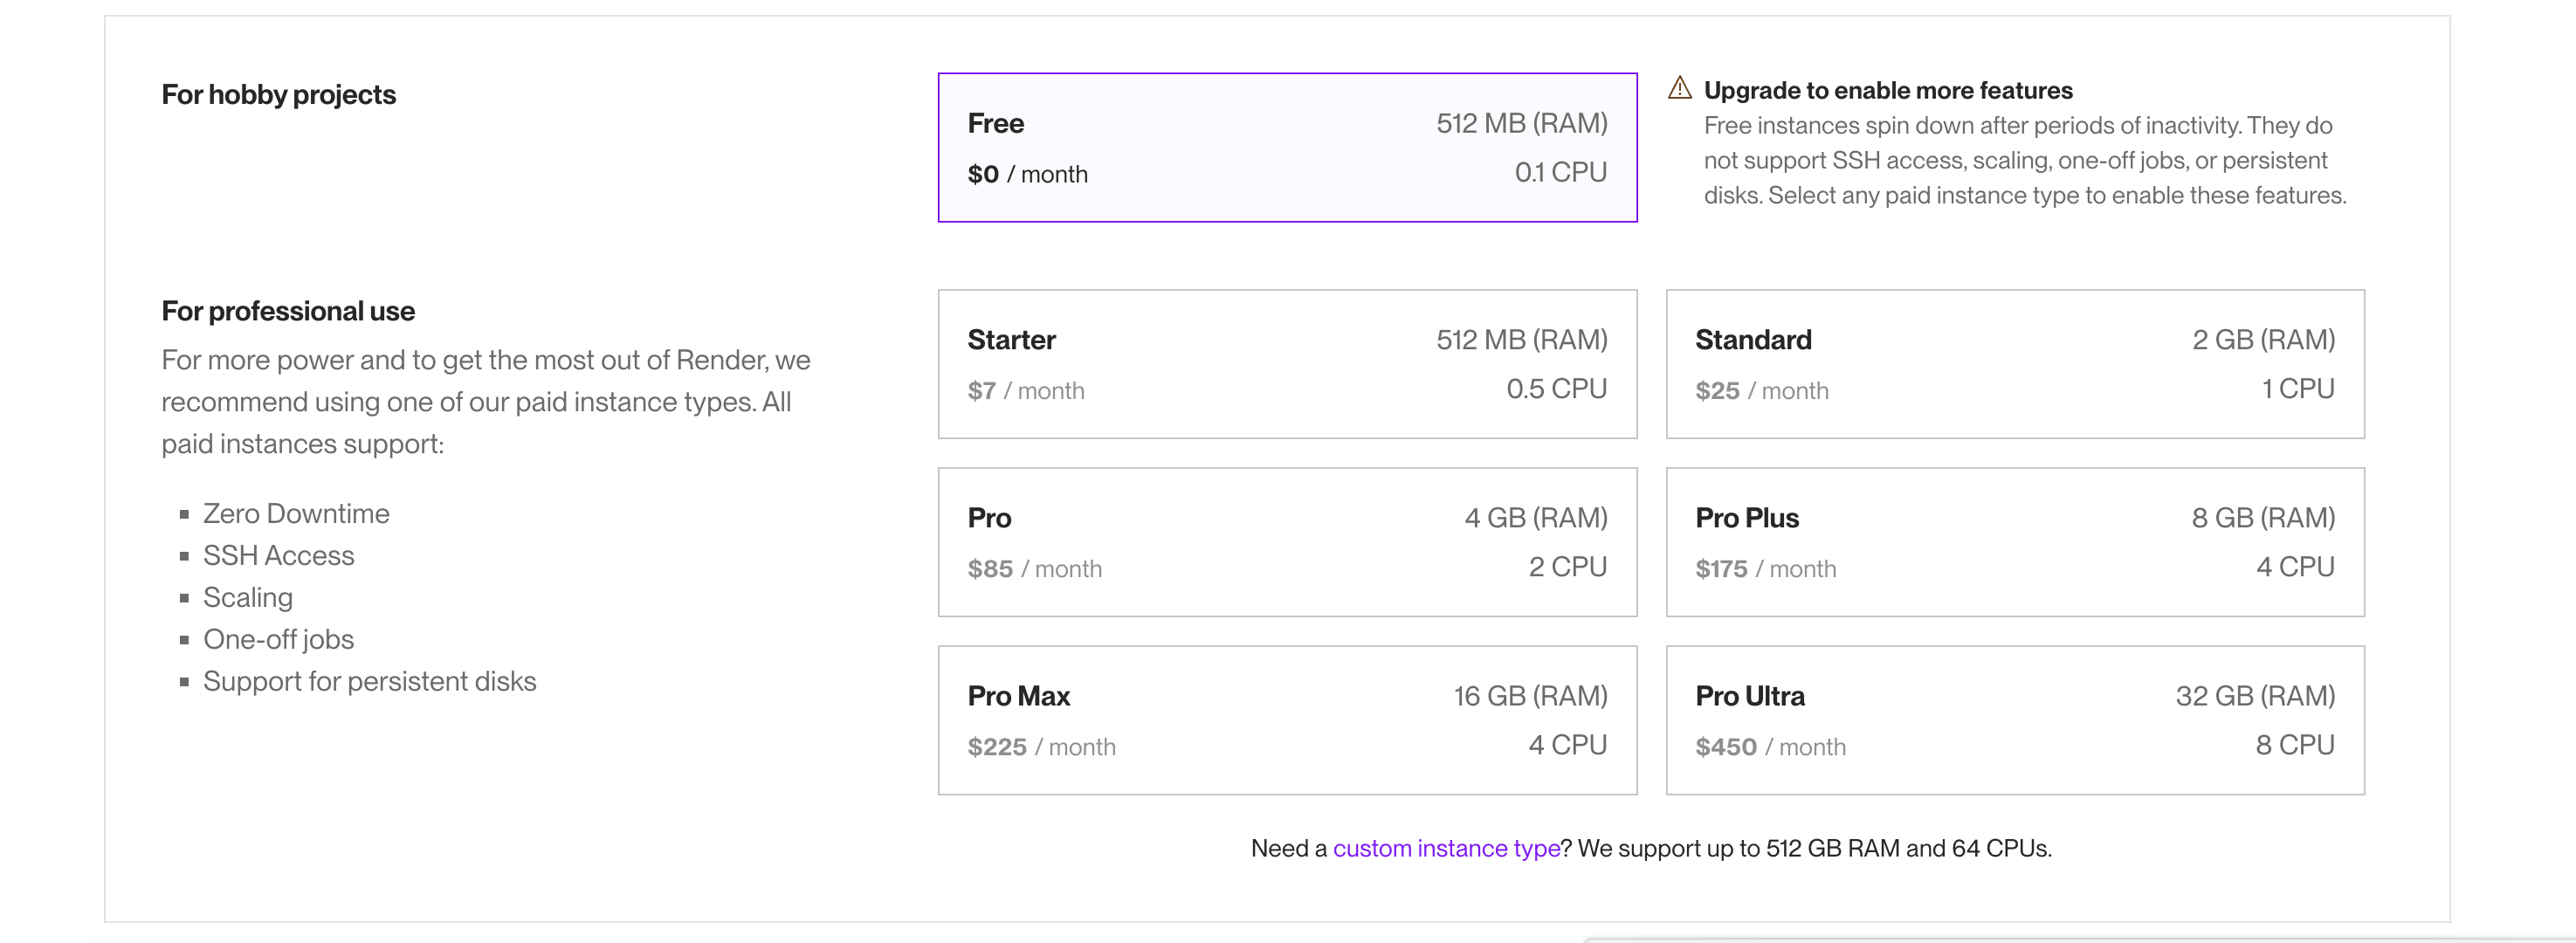 For hobby projects
Free
512 MB (RAM)
$0 / month
0.1 CPU
Upgrade to enable more features
Free instances spin down after periods of inactivity. They do
not support SSH access, scaling, one-off jobs, or persistent
disks. Select any paid instance type to enable these features.
For professional use
For more power and to get the most out of Render, we
recommend using one of our paid instance types. All
paid instances support:
Zero Downtime
SSH Access
Scaling
One-off jobs
Support for persistent disks
Starter
512 MB (RAM)
$7 / month
0.5 CPU
Standard
2 GB (RAM)
$25 / month
1 CPU
Pro
4 GB (RAM)
$85 / month
2 CPU
Pro Plus
8 GB (RAM)
$175 / month
4 CPU
Pro Max
16 GB (RAM)
$225 / month
4 CPU
Pro Ultra
32 GB (RAM)
$450 / month
8 CPU
Need a custom instance type? We support up to 512 GB RAM and 64 CPUs.